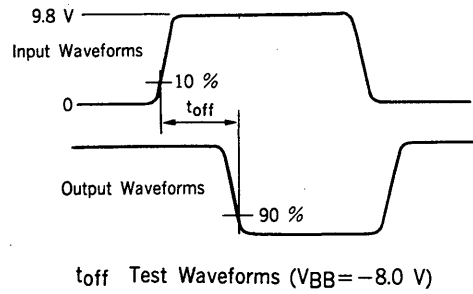 9.8 V
Input Waveforms
10 %
0
toff
Output Waveforms
90 %
toff Test Waveforms (VBB=−8.0 V)